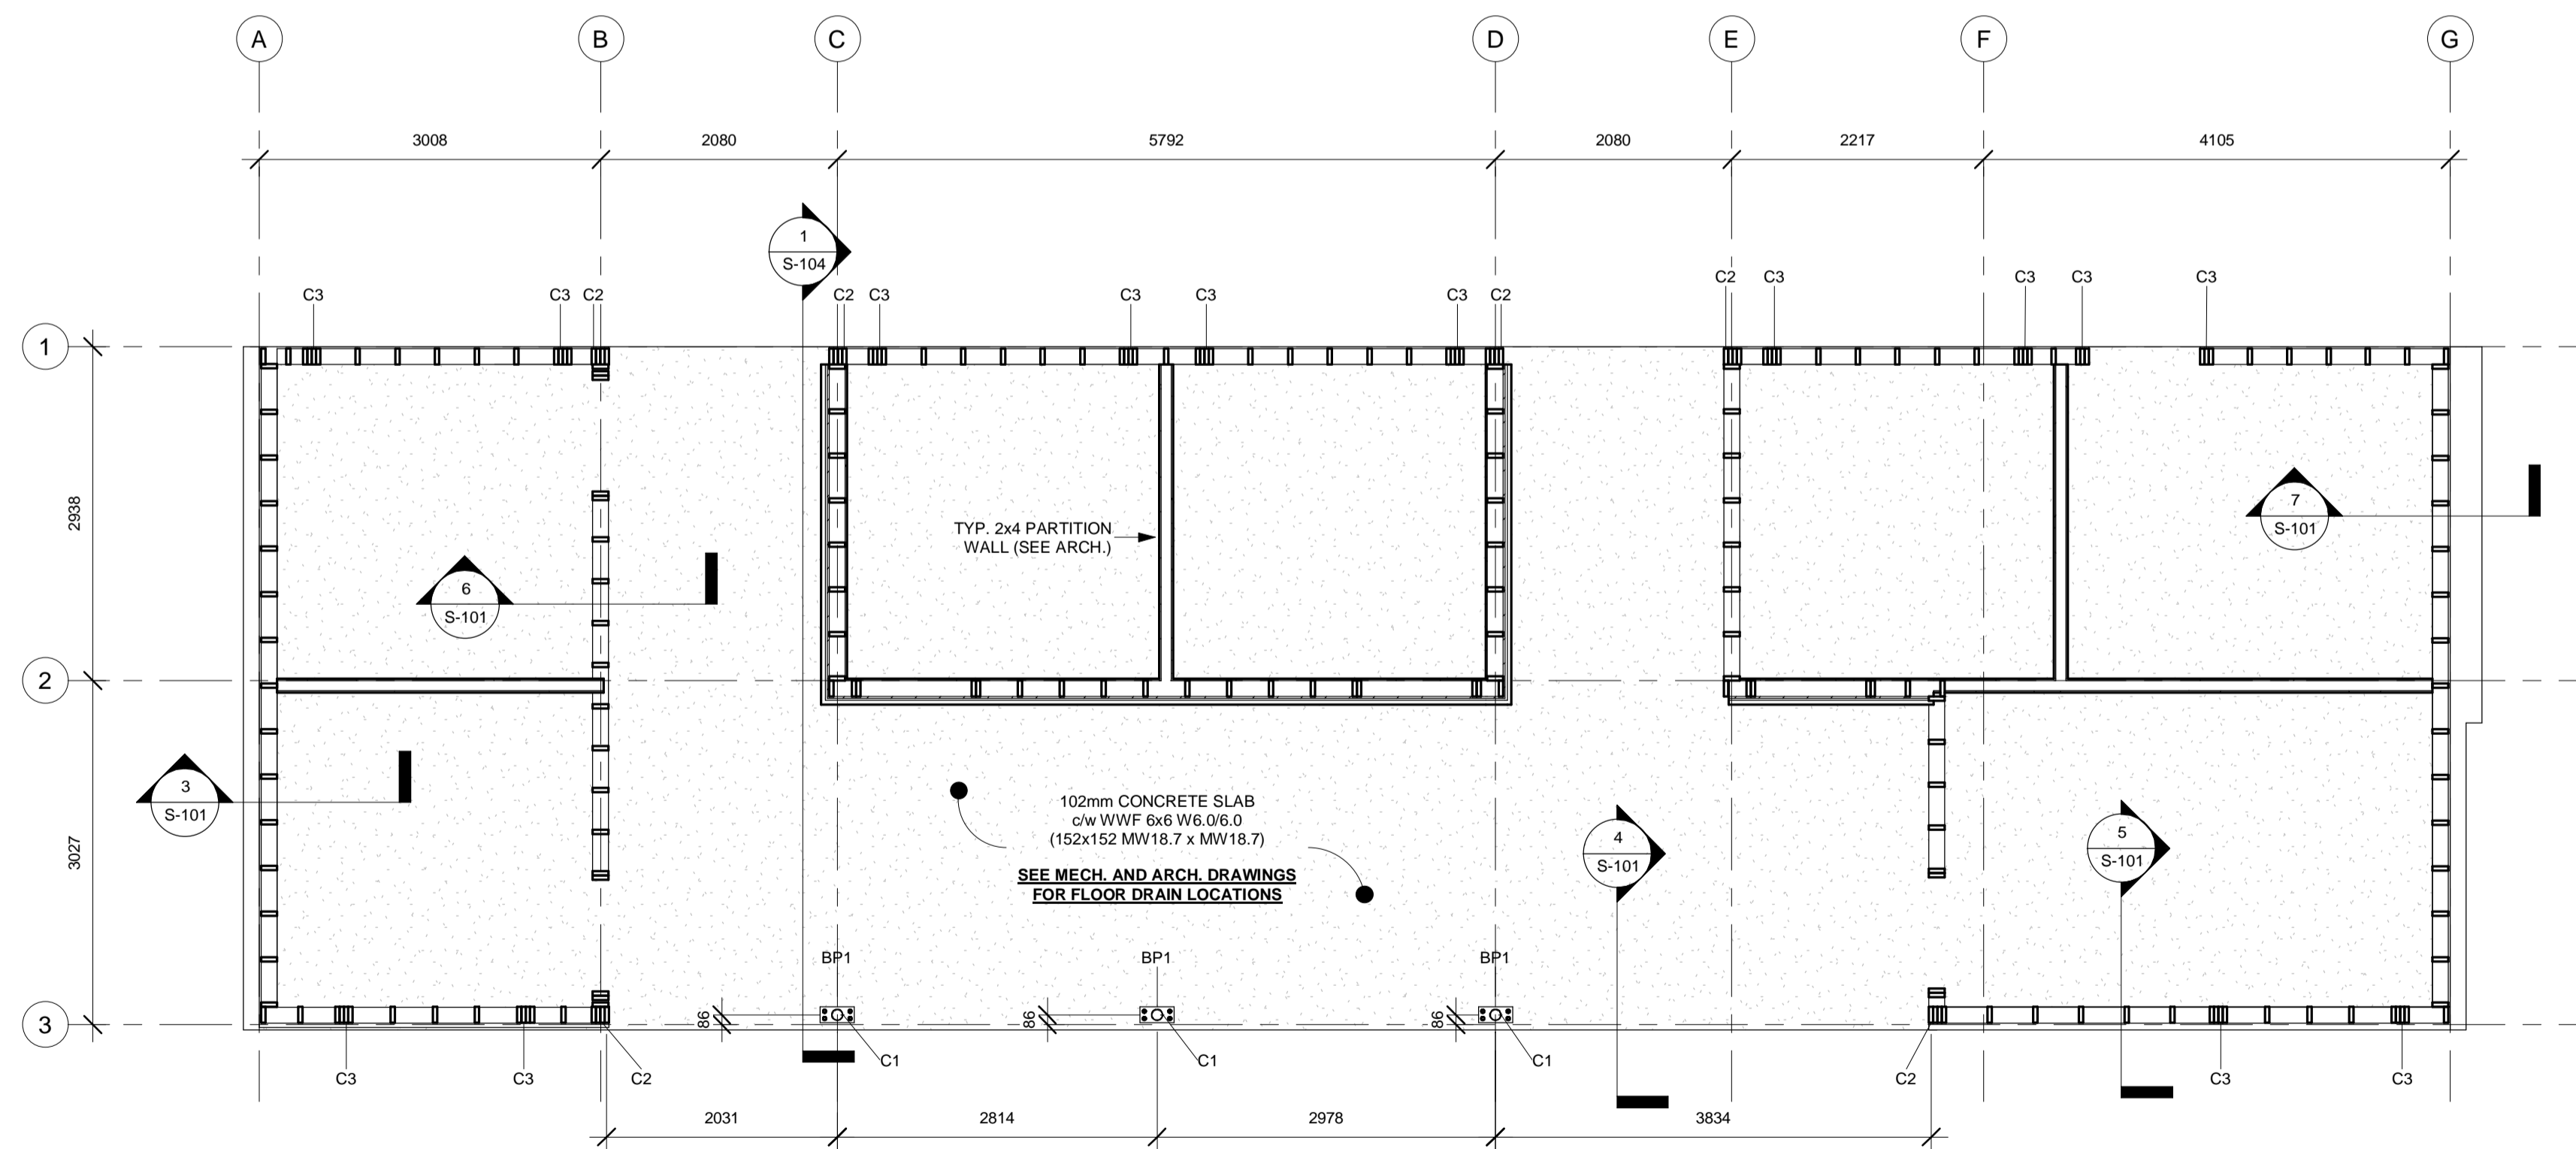 A B C D E F G
3008 2080 5792 2080 2217 4105
1
S-104
C3 C3 C2 C2 C3 C3 C3 C3 C2 C2 C3 C3 C3 C3
1
2938
TYP. 2x4 PARTITION
WALL (SEE ARCH.)
7
S-101
6
S-101
2
3
S-101
3027
102mm CONCRETE SLAB
c/w WWF 6x6 W6.0/6.0
(152x152 MW18.7 x MW18.7)
SEE MECH. AND ARCH. DRAWINGS
FOR FLOOR DRAIN LOCATIONS
4
S-101
5
S-101
BP1 BP1 BP1
3
86 86 86
C1 C1 C1
C3 C3 C2 C2 C3 C3
2031 2814 2978 3834